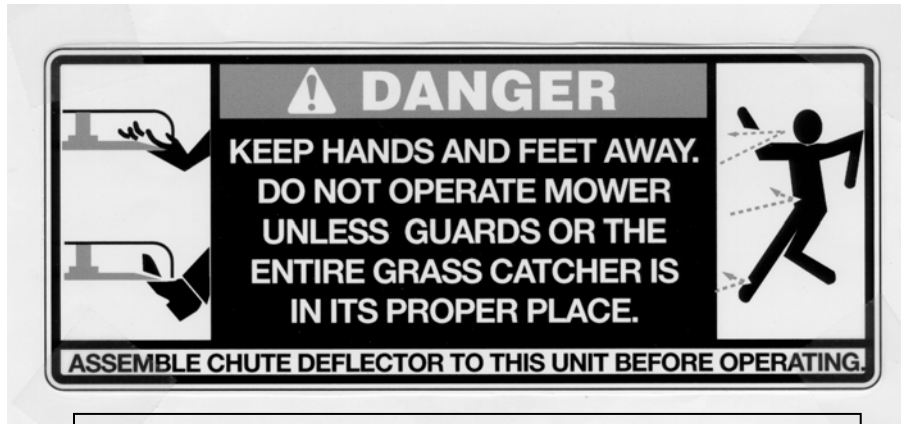 DANGER
KEEP HANDS AND FEET AWAY.
DO NOT OPERATE MOWER
UNLESS GUARDS OR THE
ENTIRE GRASS CATCHER IS
IN ITS PROPER PLACE.
ASSEMBLE CHUTE DEFLECTOR TO THIS UNIT BEFORE OPERATING.